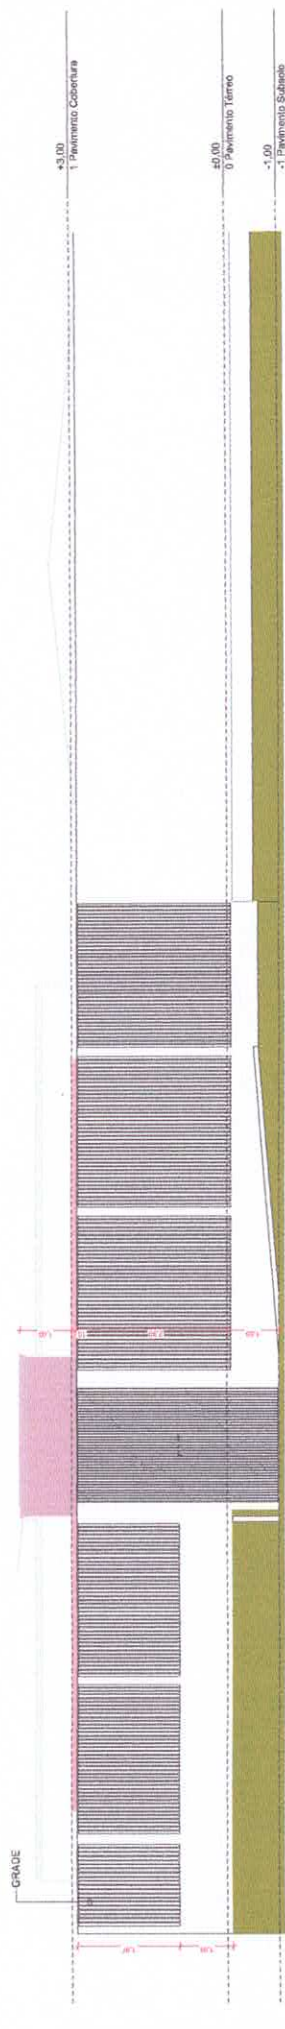 +3,00
1 Pavimento Cobertura
±0,00
0 Pavimento Térreo
-1,00
-1 Pavimento Subsolo
GRADE